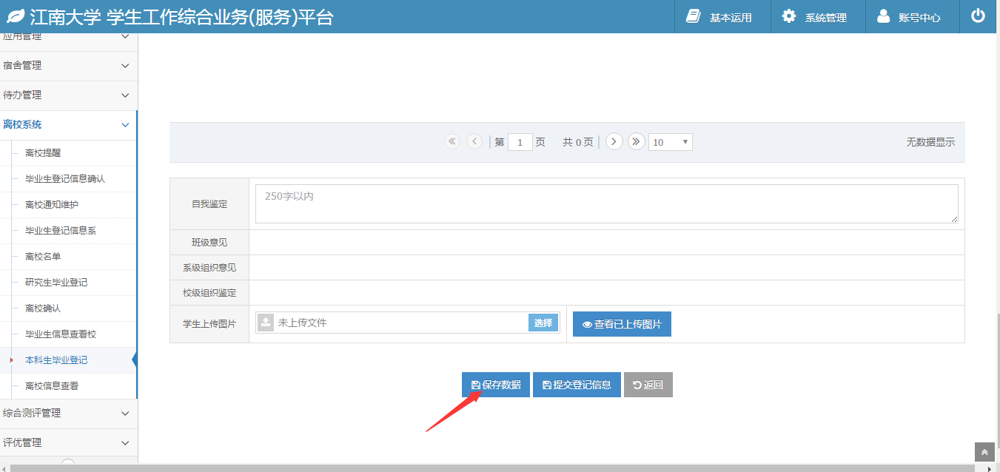 江南大学 学生工作综合业务(服务)平台
基本运用
系统管理
账号中心
应用管理
宿舍管理
待办管理
离校系统
离校提醒
毕业生登记信息确认
离校通知维护
毕业生登记信息系
离校名单
研究生毕业登记
离校确认
毕业生信息查看校
本科生毕业登记
离校信息查看
综合测评管理
评优管理
第 1 页 共 0 页 10 无数据显示
自我鉴定 250字以内
班级意见
系级组织意见
校级组织鉴定
学生上传图片 未上传文件 选择 查看已上传图片
保存数据 提交登记信息 返回